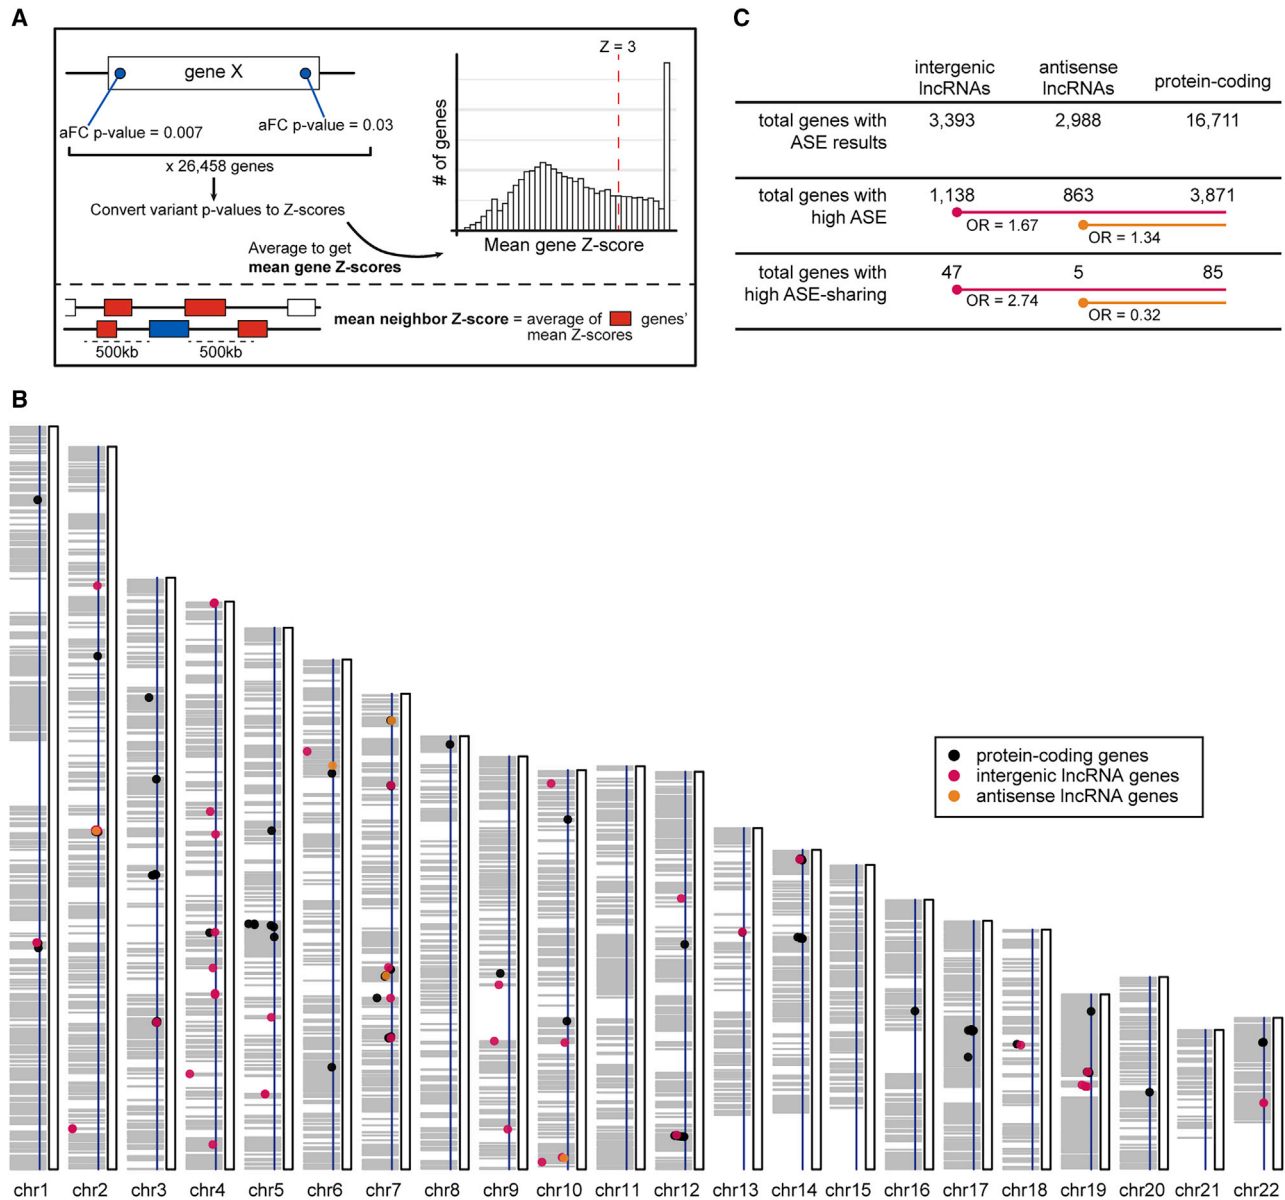 A
gene X
aFC p-value = 0.007
aFC p-value = 0.03
x 26,458 genes
Convert variant p-values to Z-scores
Average to get
mean gene Z-scores
Z = 3
# of genes
Mean gene Z-score
500kb
500kb
mean neighbor Z-score = average of genes'
mean Z-scores
C
intergenic
lncRNAs
antisense
lncRNAs
protein-coding
total genes with
ASE results
3,393
2,988
16,711
total genes with
high ASE
1,138
863
3,871
OR = 1.67
OR = 1.34
total genes with
high ASE-sharing
47
5
85
OR = 2.74
OR = 0.32
B
protein-coding genes
intergenic lncRNA genes
antisense lncRNA genes
chr1 chr2 chr3 chr4 chr5 chr6 chr7 chr8 chr9 chr10 chr11 chr12 chr13 chr14 chr15 chr16 chr17 chr18 chr19 chr20 chr21 chr22